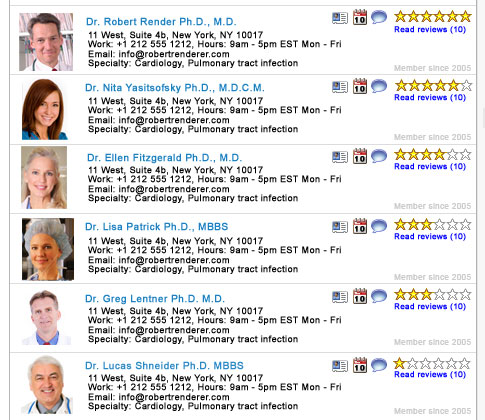 Dr. Robert Render Ph.D., M.D.
11 West, Suite 4b, New York, NY 10017
Work: +1 212 555 1212, Hours: 9am - 5pm EST Mon - Fri
Email: info@robertrenderer.com
Specialty: Cardiology, Pulmonary tract infection
10
Read reviews (10)
Member since 2005
Dr. Nita Yasitsofsky Ph.D., M.D.C.M.
11 West, Suite 4b, New York, NY 10017
Work: +1 212 555 1212, Hours: 9am - 5pm EST Mon - Fri
Email: info@robertrenderer.com
Specialty: Cardiology, Pulmonary tract infection
10
Read reviews (10)
Member since 2005
Dr. Ellen Fitzgerald Ph.D., M.D.
11 West, Suite 4b, New York, NY 10017
Work: +1 212 555 1212, Hours: 9am - 5pm EST Mon - Fri
Email: info@robertrenderer.com
Specialty: Cardiology, Pulmonary tract infection
10
Read reviews (10)
Member since 2005
Dr. Lisa Patrick Ph.D., MBBS
11 West, Suite 4b, New York, NY 10017
Work: +1 212 555 1212, Hours: 9am - 5pm EST Mon - Fri
Email: info@robertrenderer.com
Specialty: Cardiology, Pulmonary tract infection
10
Read reviews (10)
Member since 2005
Dr. Greg Lentner Ph.D. M.D.
11 West, Suite 4b, New York, NY 10017
Work: +1 212 555 1212, Hours: 9am - 5pm EST Mon - Fri
Email: info@robertrenderer.com
Specialty: Cardiology, Pulmonary tract infection
10
Read reviews (10)
Member since 2005
Dr. Lucas Shneider Ph.D. MBBS
11 West, Suite 4b, New York, NY 10017
Work: +1 212 555 1212, Hours: 9am - 5pm EST Mon - Fri
Email: info@robertrenderer.com
Specialty: Cardiology, Pulmonary tract infection
10
Read reviews (10)
Member since 2005